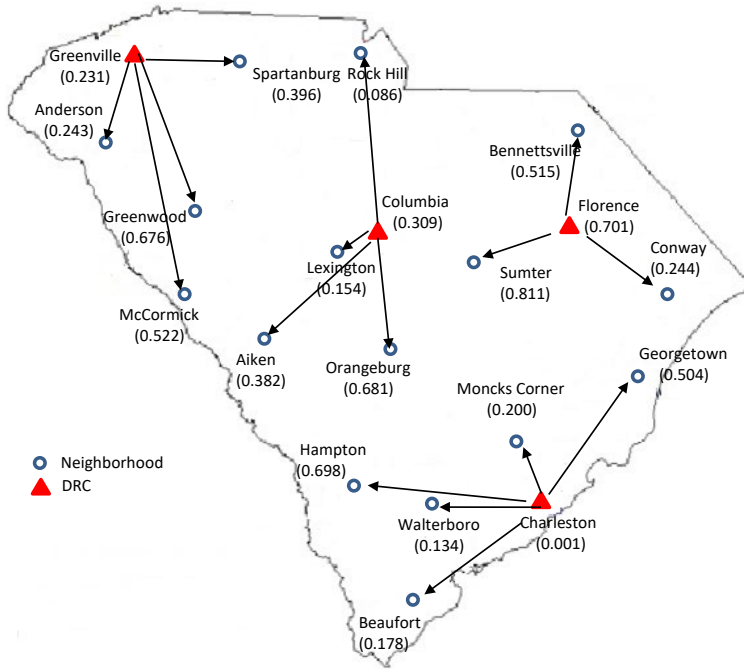 Greenville
(0.231)
Spartanburg
(0.396)
Rock Hill
(0.086)
Anderson
(0.243)
Bennettsville
(0.515)
Greenwood
(0.676)
Columbia
(0.309)
Florence
(0.701)
Lexington
(0.154)
Sumter
(0.811)
Conway
(0.244)
McCormick
(0.522)
Aiken
(0.382)
Orangeburg
(0.681)
Georgetown
(0.504)
Moncks Corner
(0.200)
Hampton
(0.698)
Neighborhood
DRC
Walterboro
(0.134)
Charleston
(0.001)
Beaufort
(0.178)